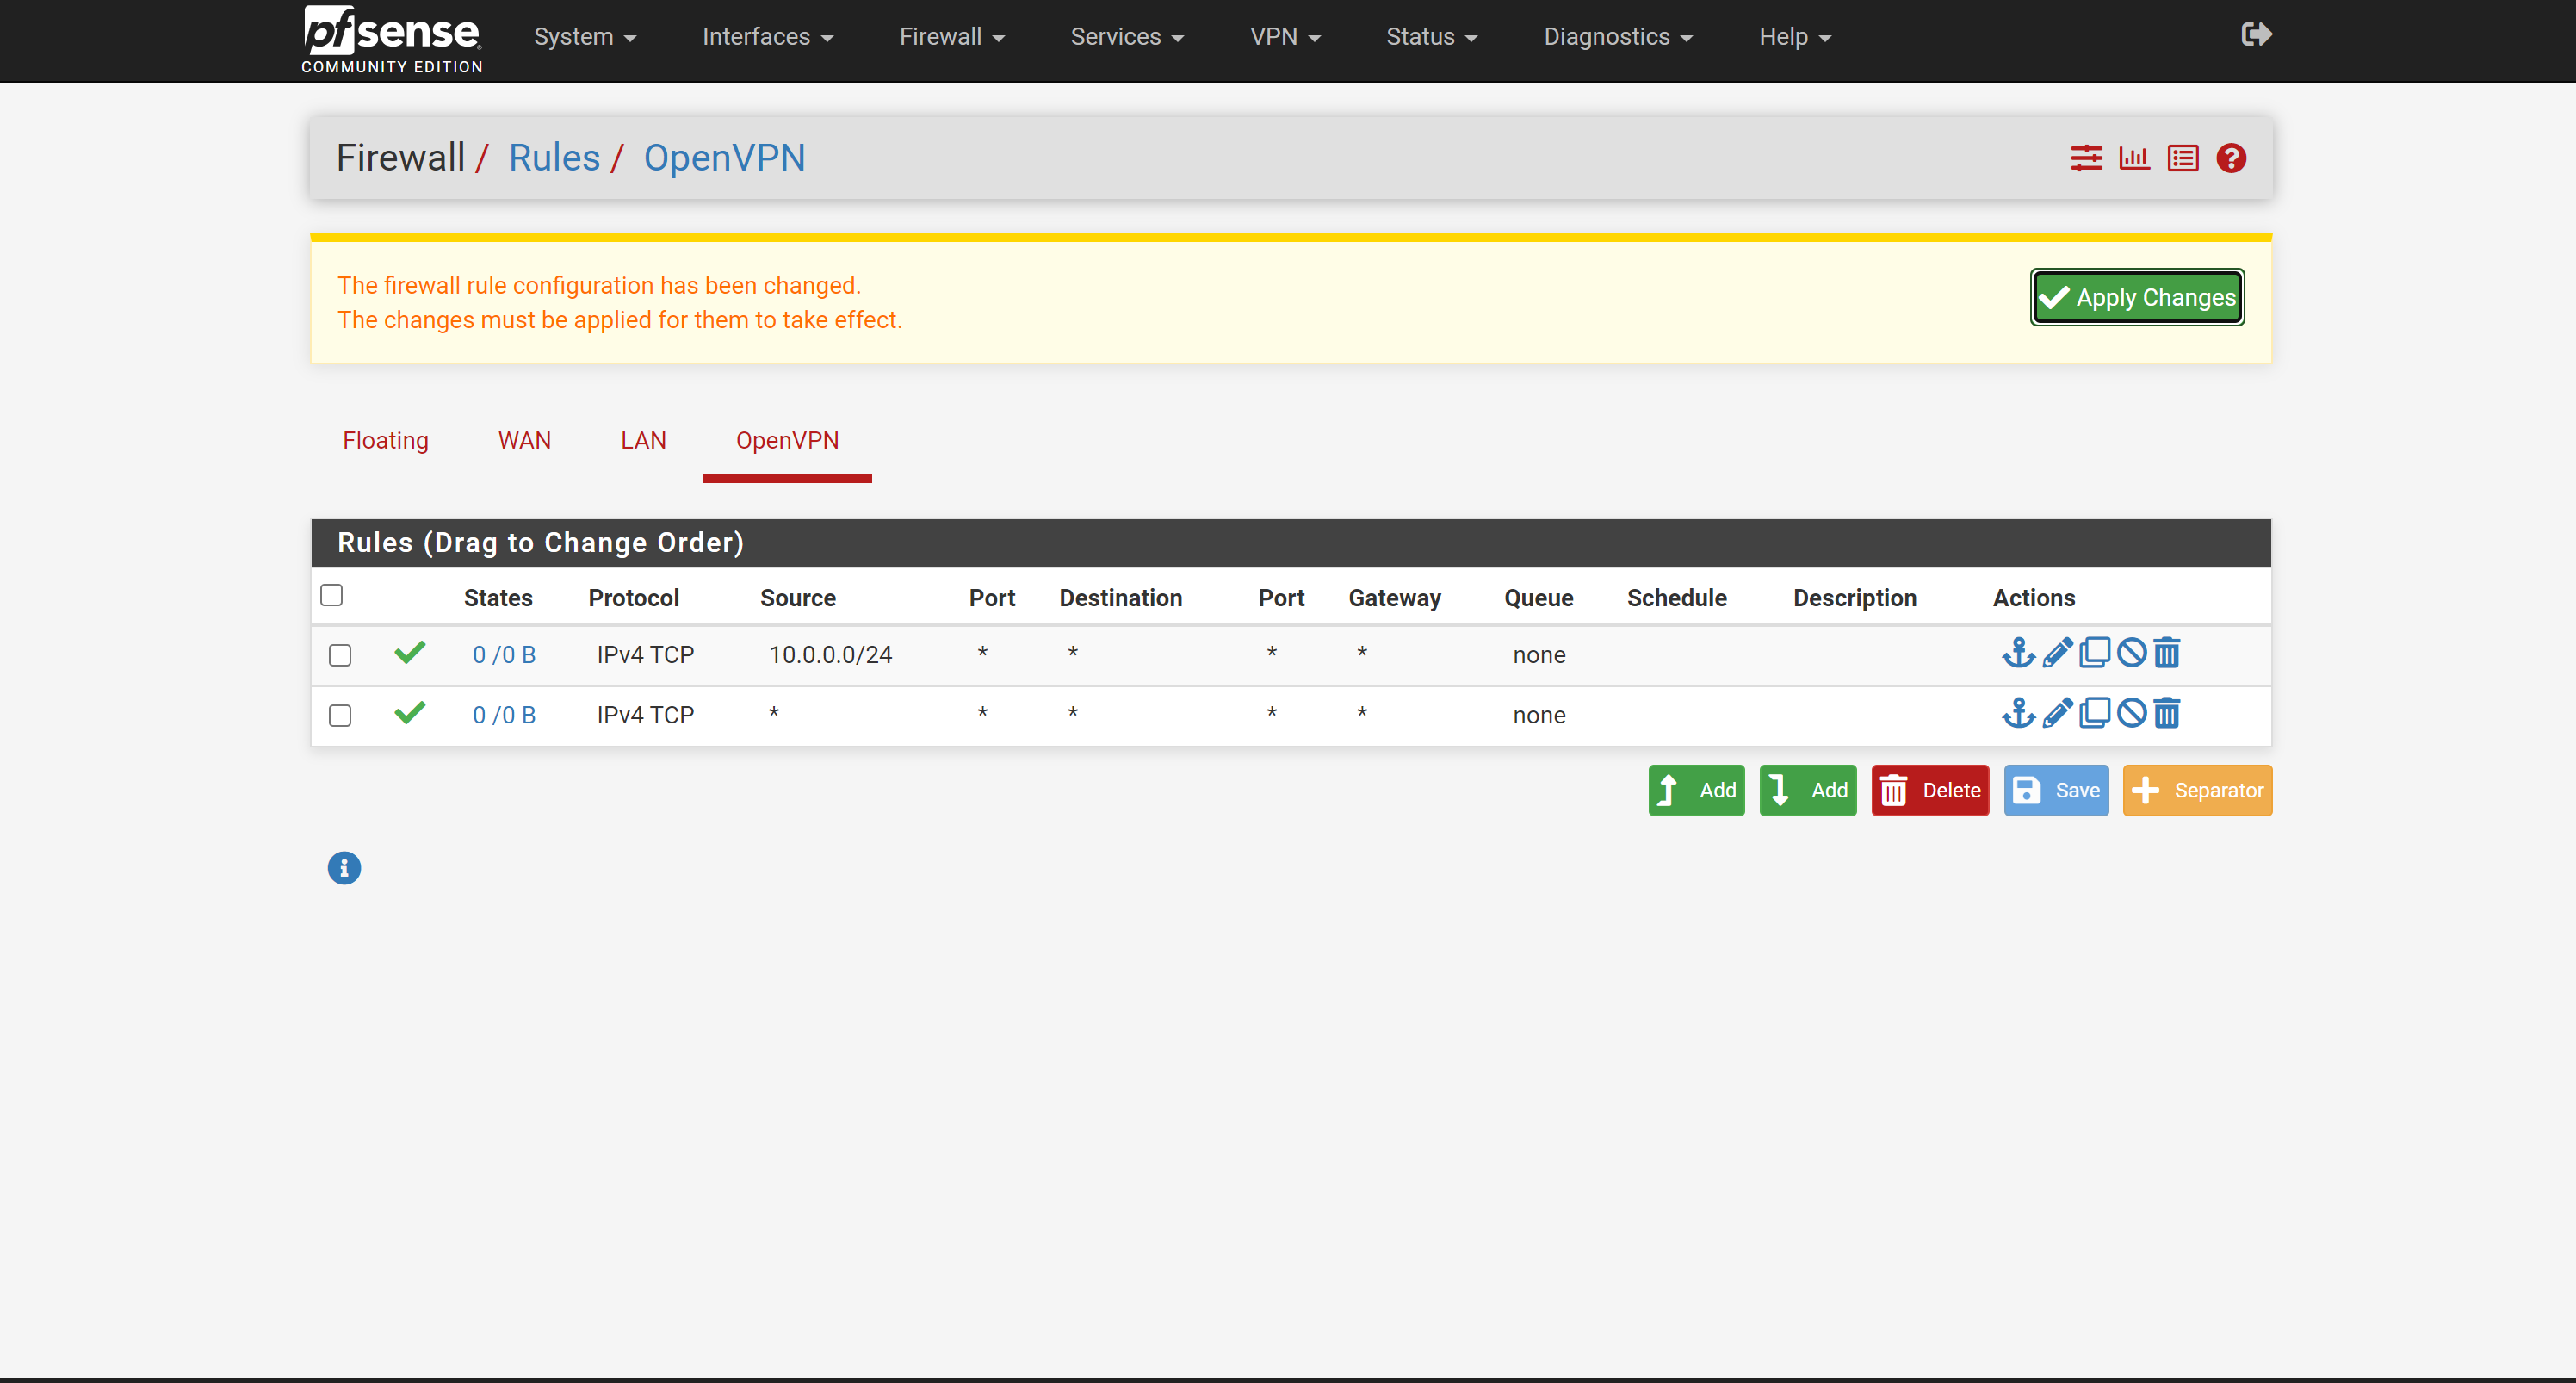 pfsense
COMMUNITY EDITION
System Interfaces Firewall Services VPN Status Diagnostics Help
Firewall / Rules / OpenVPN
The firewall rule configuration has been changed.
The changes must be applied for them to take effect.
Apply Changes
Floating WAN LAN OpenVPN
Rules (Drag to Change Order)
States Protocol Source Port Destination Port Gateway Queue Schedule Description Actions
0 /0 B IPv4 TCP 10.0.0.0/24 * * * * none
0 /0 B IPv4 TCP * * * * * none
Add Add Delete Save Separator